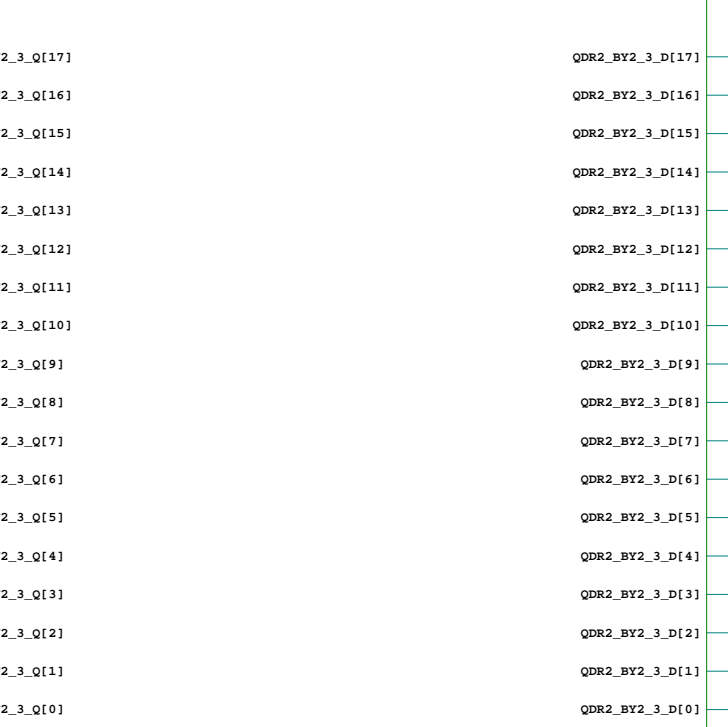 2_3_Q[17] QDR2_BY2_3_D[17]
2_3_Q[16] QDR2_BY2_3_D[16]
2_3_Q[15] QDR2_BY2_3_D[15]
2_3_Q[14] QDR2_BY2_3_D[14]
2_3_Q[13] QDR2_BY2_3_D[13]
2_3_Q[12] QDR2_BY2_3_D[12]
2_3_Q[11] QDR2_BY2_3_D[11]
2_3_Q[10] QDR2_BY2_3_D[10]
2_3_Q[9] QDR2_BY2_3_D[9]
2_3_Q[8] QDR2_BY2_3_D[8]
2_3_Q[7] QDR2_BY2_3_D[7]
2_3_Q[6] QDR2_BY2_3_D[6]
2_3_Q[5] QDR2_BY2_3_D[5]
2_3_Q[4] QDR2_BY2_3_D[4]
2_3_Q[3] QDR2_BY2_3_D[3]
2_3_Q[2] QDR2_BY2_3_D[2]
2_3_Q[1] QDR2_BY2_3_D[1]
2_3_Q[0] QDR2_BY2_3_D[0]